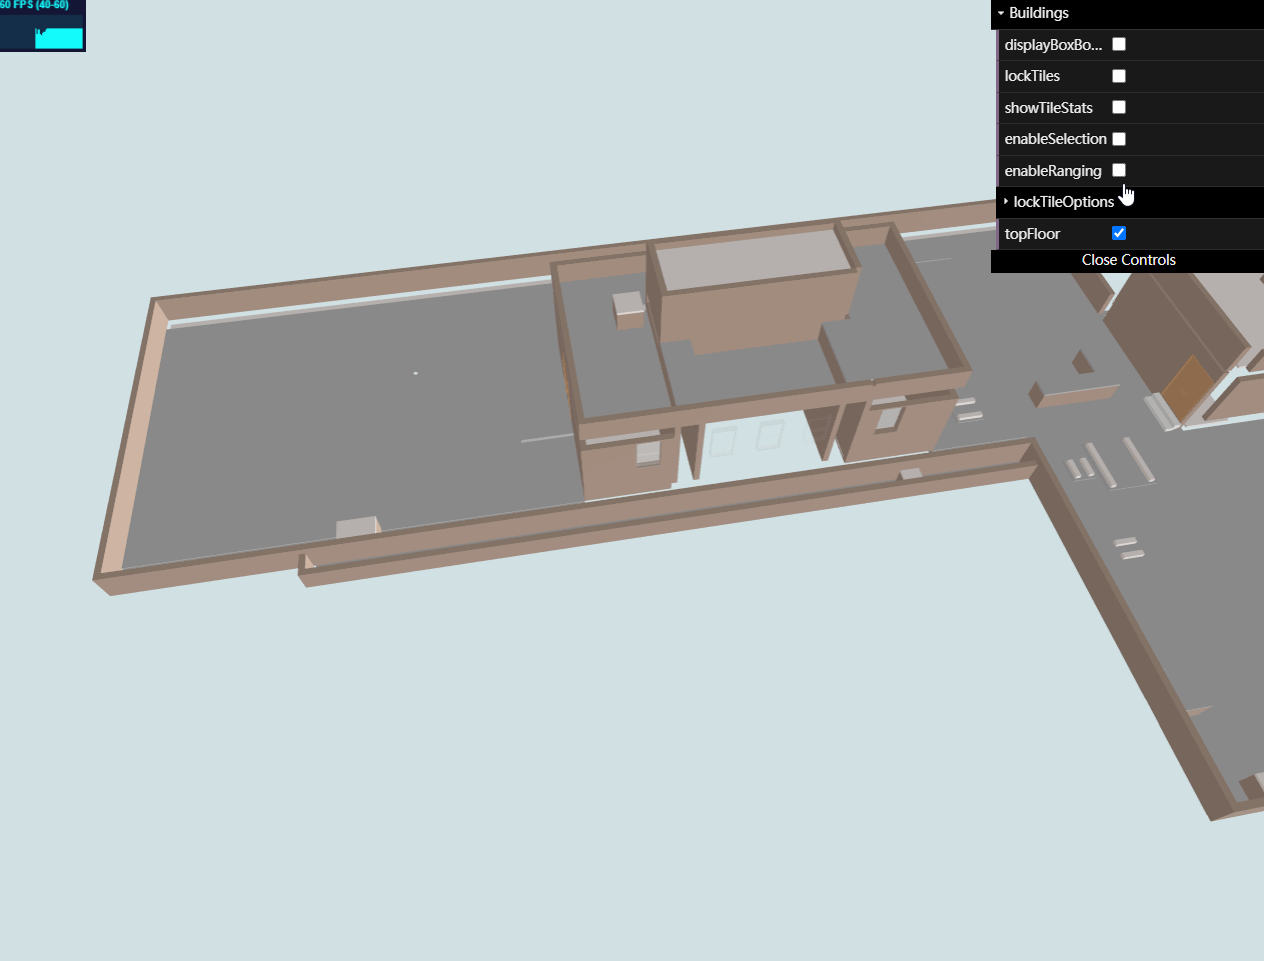 60 FPS (40-60)
Buildings
displayBoxBo...
lockTiles
showTileStats
enableSelection
enableRanging
lockTileOptions
topFloor
Close Controls